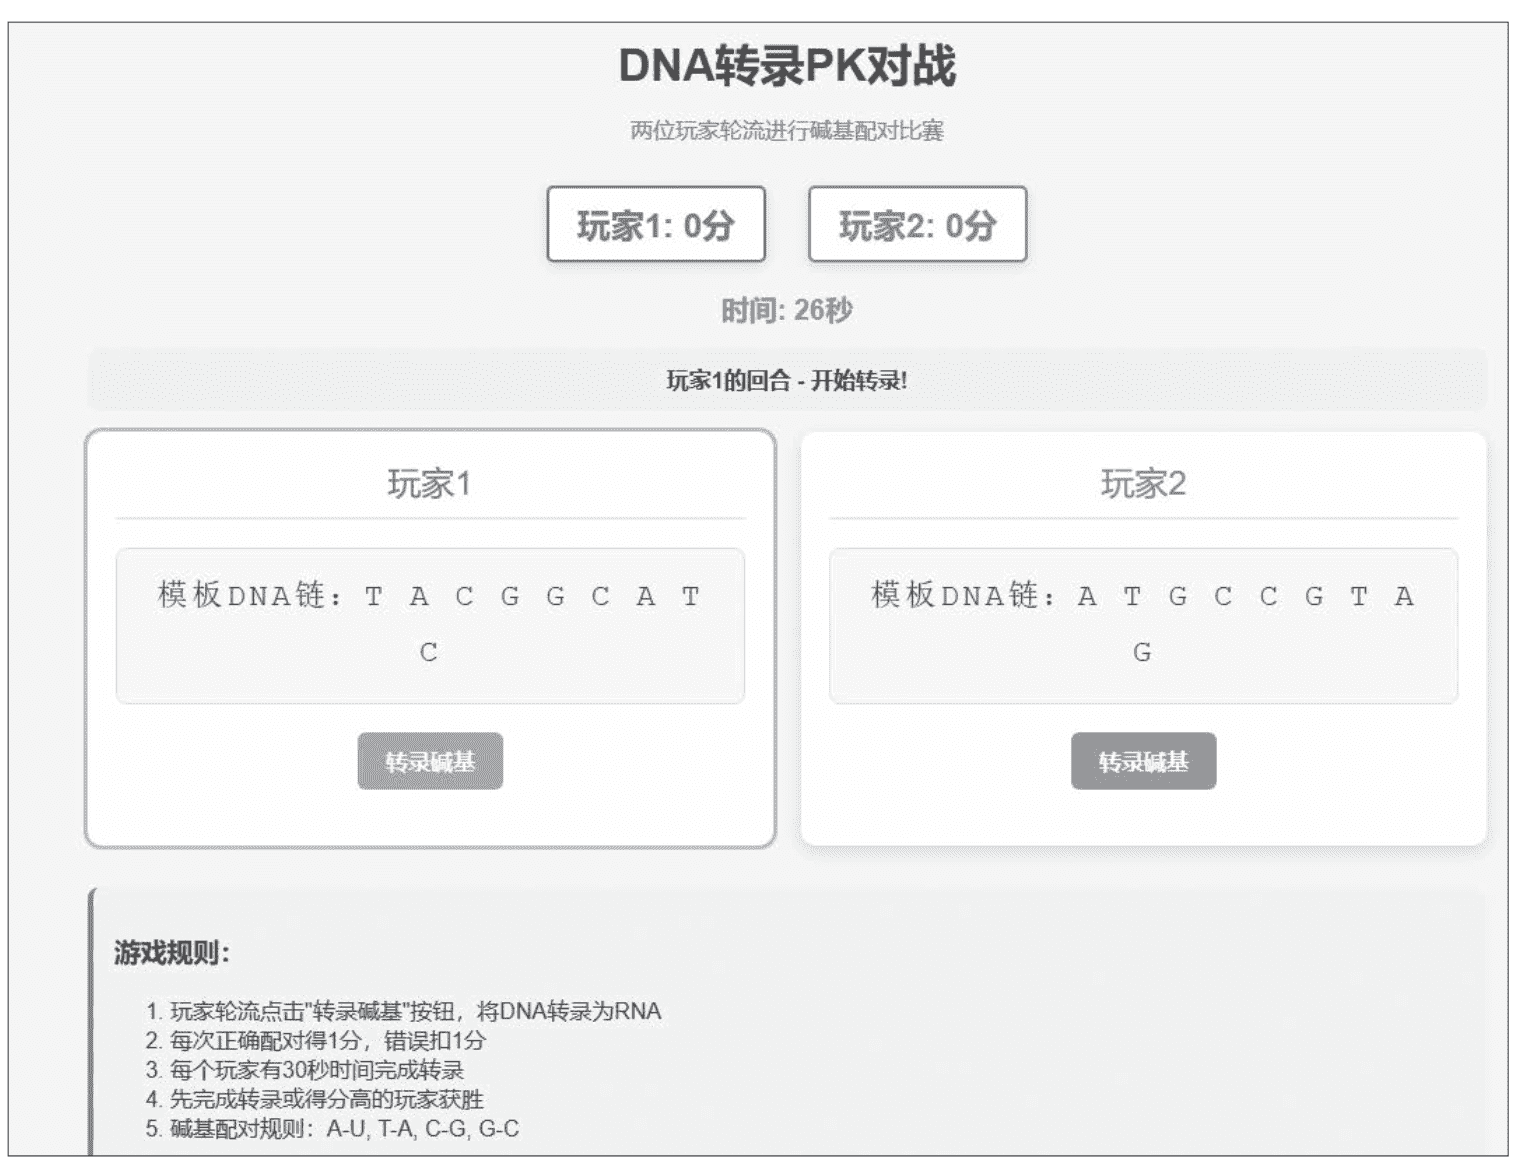 DNA转录PK对战
两位玩家轮流进行碱基配对比赛
玩家1: 0分
玩家2: 0分
时间: 26秒
玩家1的回合 - 开始转录!
玩家1
模板DNA链: T A C G G C A T
C
转录碱基
玩家2
模板DNA链: A T G C C G T A
G
转录碱基
游戏规则：
1. 玩家轮流点击"转录碱基"按钮，将DNA转录为RNA
2. 每次正确配对得1分，错误扣1分
3. 每个玩家有30秒时间完成转录
4. 先完成转录或得分高的玩家获胜
5. 碱基配对规则：A-U, T-A, C-G, G-C